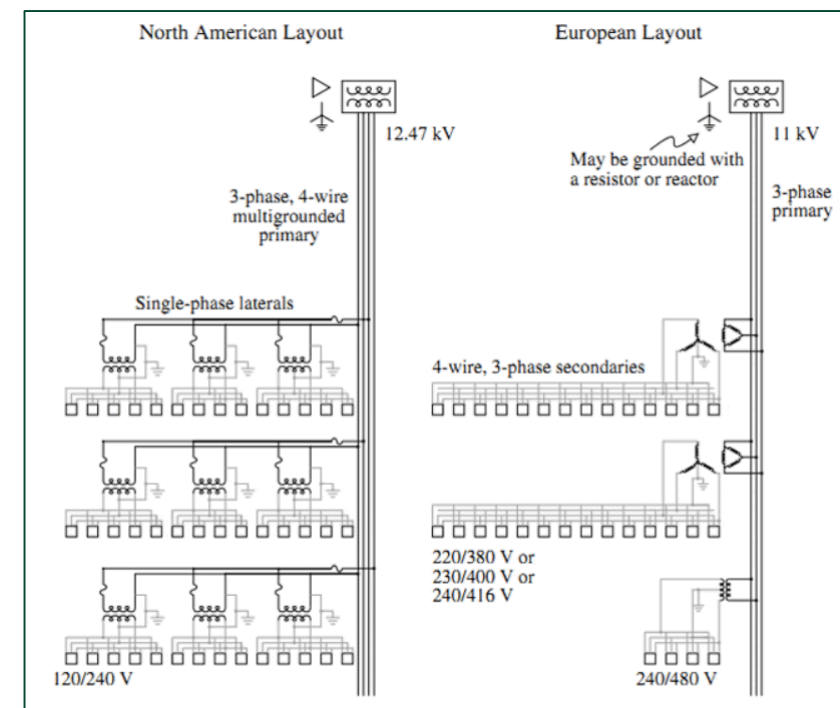 North American Layout
12.47 kV
3-phase, 4-wire
multigrounded
primary
Single-phase laterals
120/240 V
European Layout
11 kV
May be grounded with
a resistor or reactor
3-phase
primary
4-wire, 3-phase secondaries
220/380 V or
230/400 V or
240/416 V
240/480 V